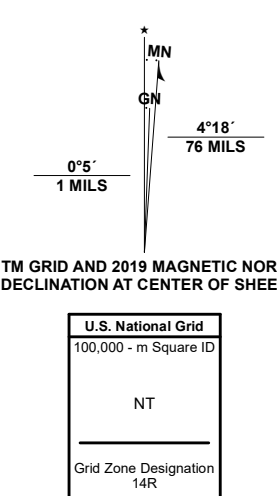 ★
MN
GN
4°18´
76 MILS
0°5´
1 MILS
TM GRID AND 2019 MAGNETIC NOR
DECLINATION AT CENTER OF SHEE
U.S. National Grid
100,000 - m Square ID
NT
Grid Zone Designation
14R